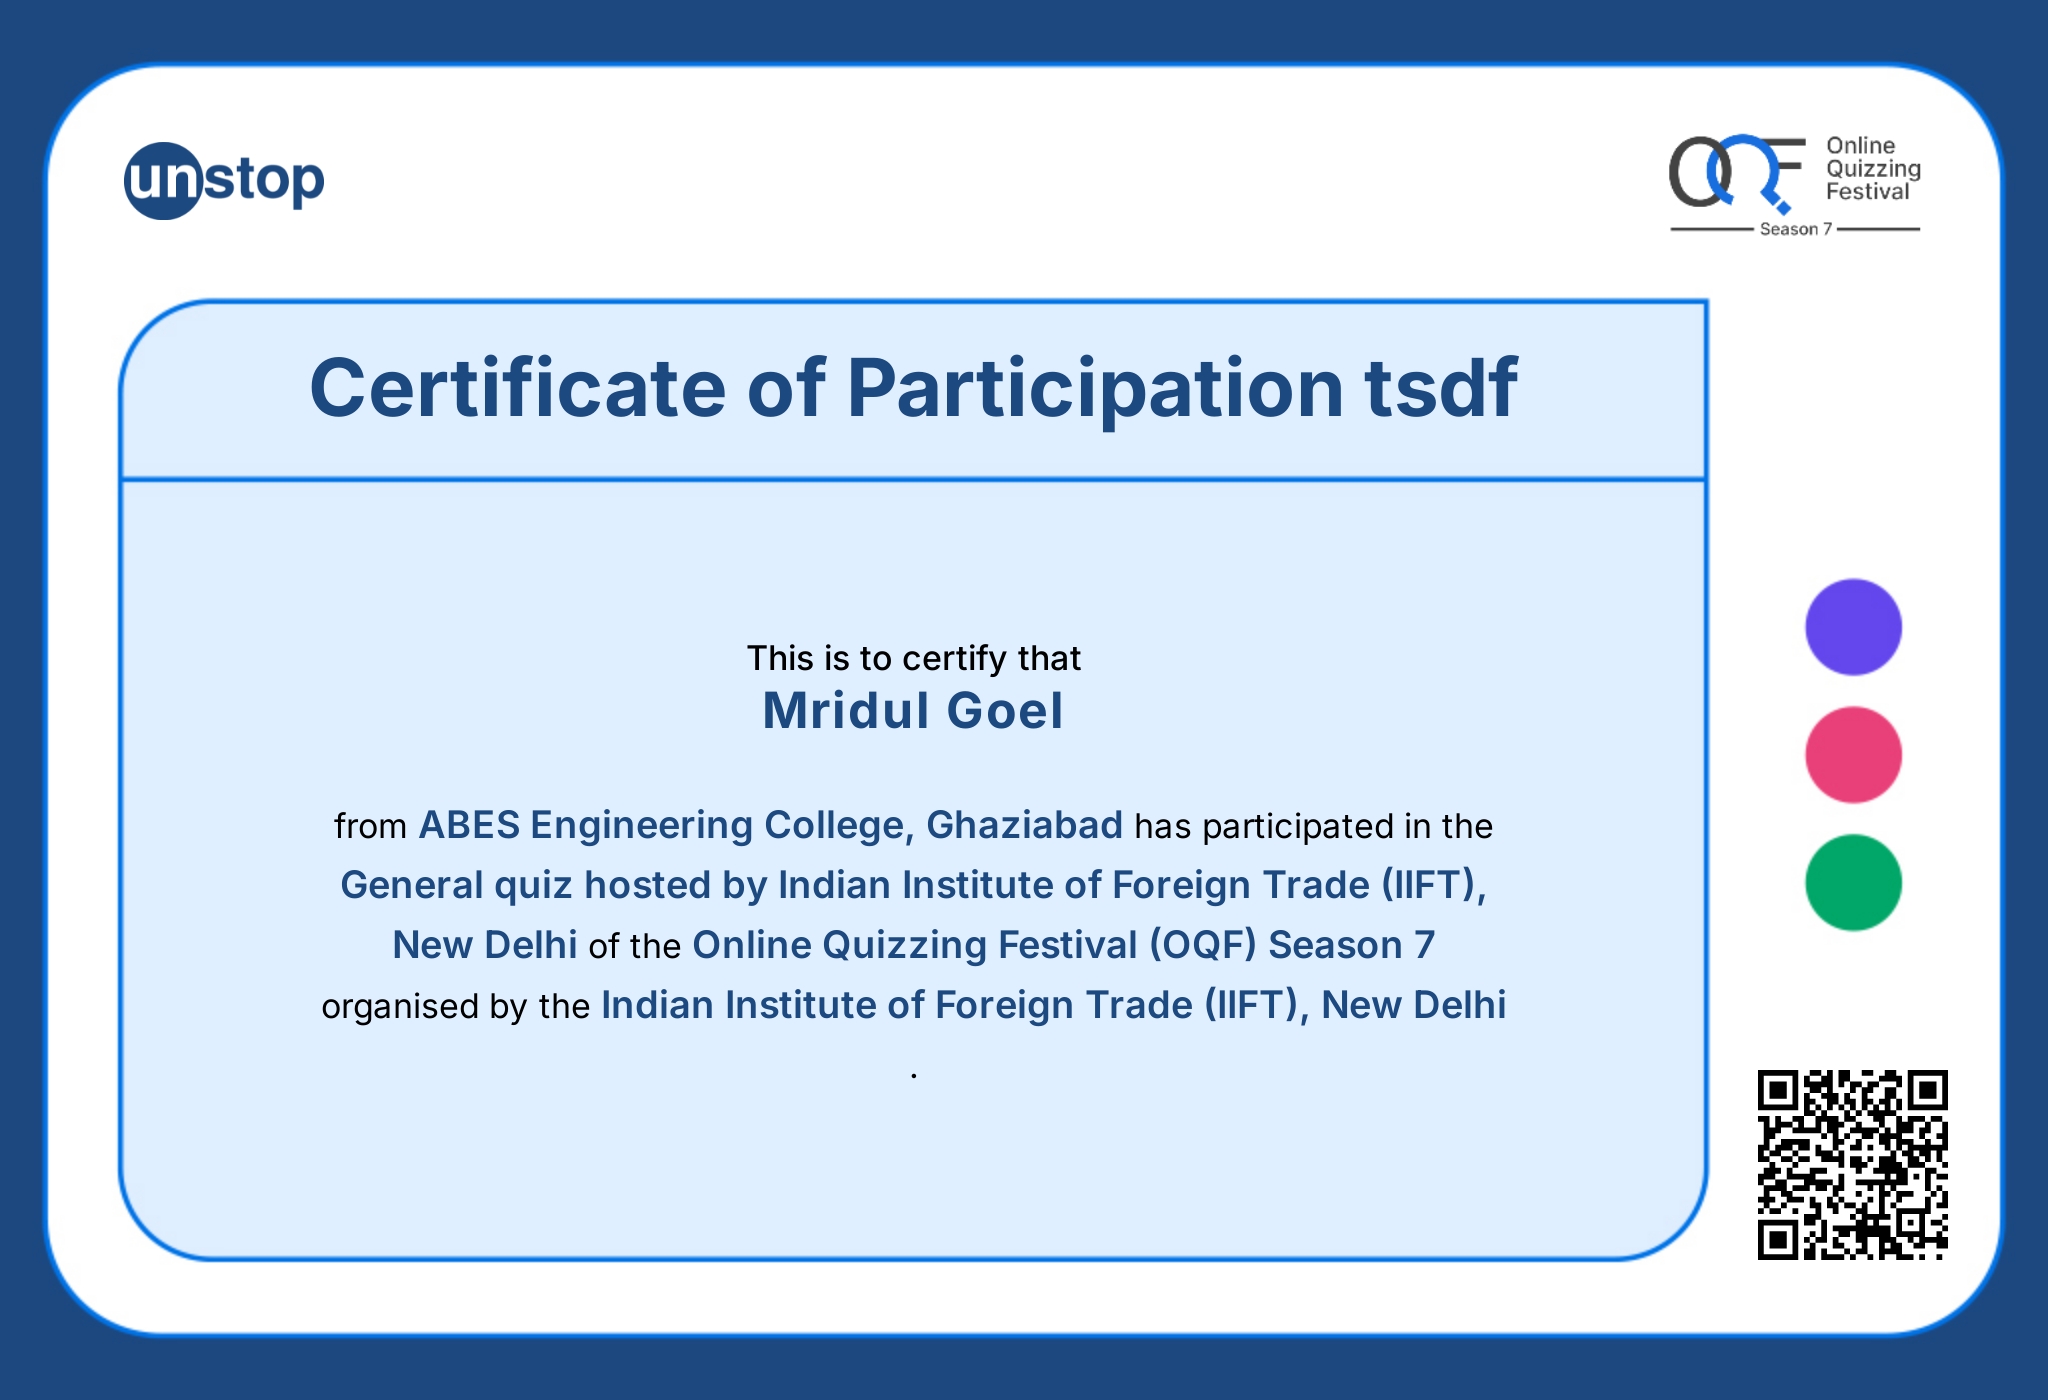 unstop
Online
Quizzing
Festival
OQF
Season 7
Certificate of Participation tsdf
This is to certify that
Mridul Goel
from ABES Engineering College, Ghaziabad has participated in the
General quiz hosted by Indian Institute of Foreign Trade (IIFT),
New Delhi of the Online Quizzing Festival (OQF) Season 7
organised by the Indian Institute of Foreign Trade (IIFT), New Delhi
.